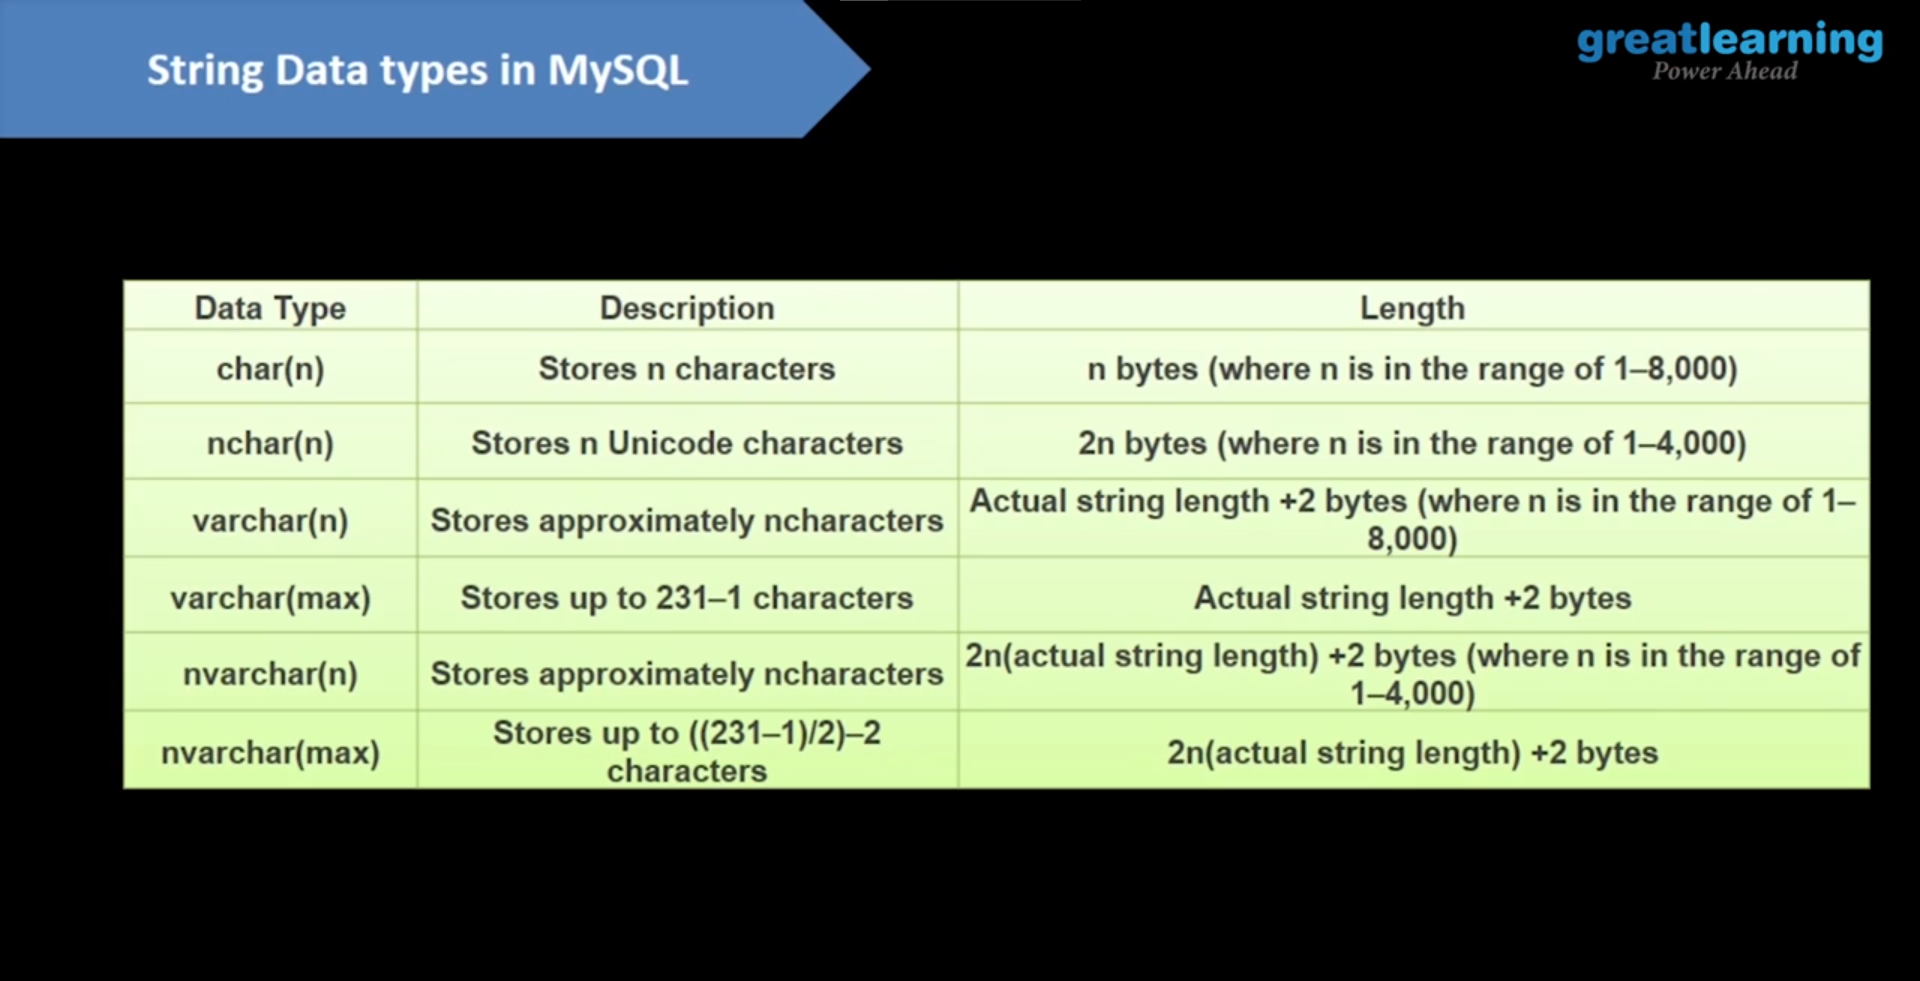 String Data types in MySQL
greatlearning
Power Ahead
Data Type Description Length
char(n) Stores n characters n bytes (where n is in the range of 1–8,000)
nchar(n) Stores n Unicode characters 2n bytes (where n is in the range of 1–4,000)
varchar(n) Stores approximately ncharacters Actual string length +2 bytes (where n is in the range of 1–
8,000)
varchar(max) Stores up to 231–1 characters Actual string length +2 bytes
nvarchar(n) Stores approximately ncharacters 2n(actual string length) +2 bytes (where n is in the range of
1–4,000)
nvarchar(max) Stores up to ((231–1)/2)–2
characters 2n(actual string length) +2 bytes